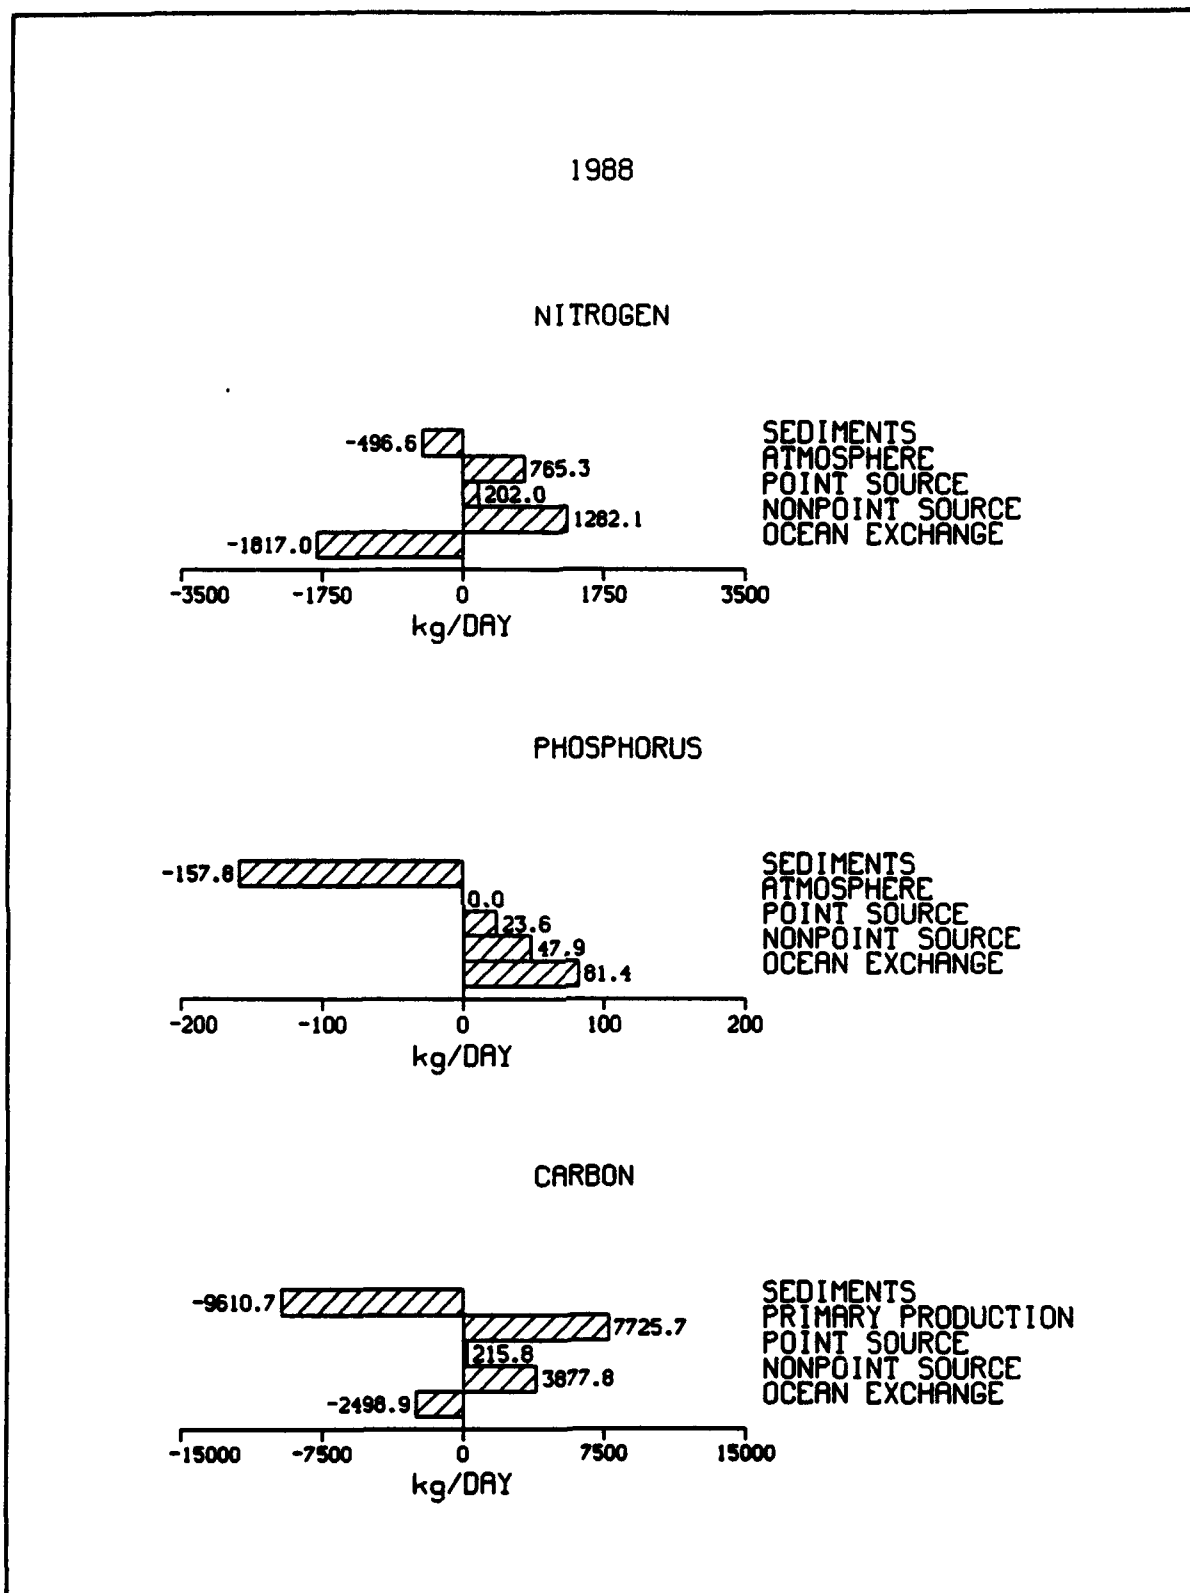 1988
NITROGEN
-496.6 SEDIMENTS
765.3 ATMOSPHERE
202.0 POINT SOURCE
1282.1 NONPOINT SOURCE
-1817.0 OCEAN EXCHANGE
-3500 -1750 0 1750 3500
kg/DAY
PHOSPHORUS
-157.8 SEDIMENTS
0.0 ATMOSPHERE
23.6 POINT SOURCE
47.9 NONPOINT SOURCE
81.4 OCEAN EXCHANGE
-200 -100 0 100 200
kg/DAY
CARBON
-9610.7 SEDIMENTS
7725.7 PRIMARY PRODUCTION
215.8 POINT SOURCE
3877.8 NONPOINT SOURCE
-2498.9 OCEAN EXCHANGE
-15000 -7500 0 7500 15000
kg/DAY